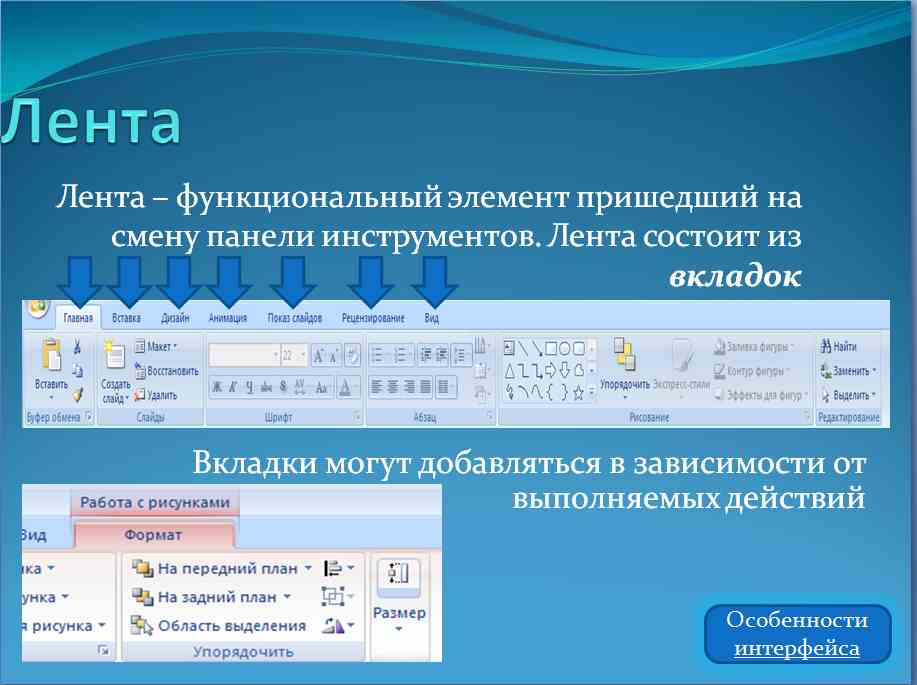 Лента
Лента – функциональный элемент пришедший на
смену панели инструментов. Лента состоит из
вкладок
Главная Вставка Дизайн Анимация Показ слайдов Рецензирование Вид
Вставить
Буфер обмена
Создать
слайд
Макет
Восстановить
Удалить
Слайды
22
Ж К Ч abc S AV Aa A
Шрифт
Абзац
Упорядочить Экспресс-стили
Заливка фигуры
Контур фигуры
Эффекты для фигур
Рисование
Найти
Заменить
Выделить
Редактирование
Вкладки могут добавляться в зависимости от
выполняемых действий
Работа с рисунками
Вид Формат
На передний план
На задний план
Область выделения
рисунка
Упорядочить
Размер
Особенности
интерфейса